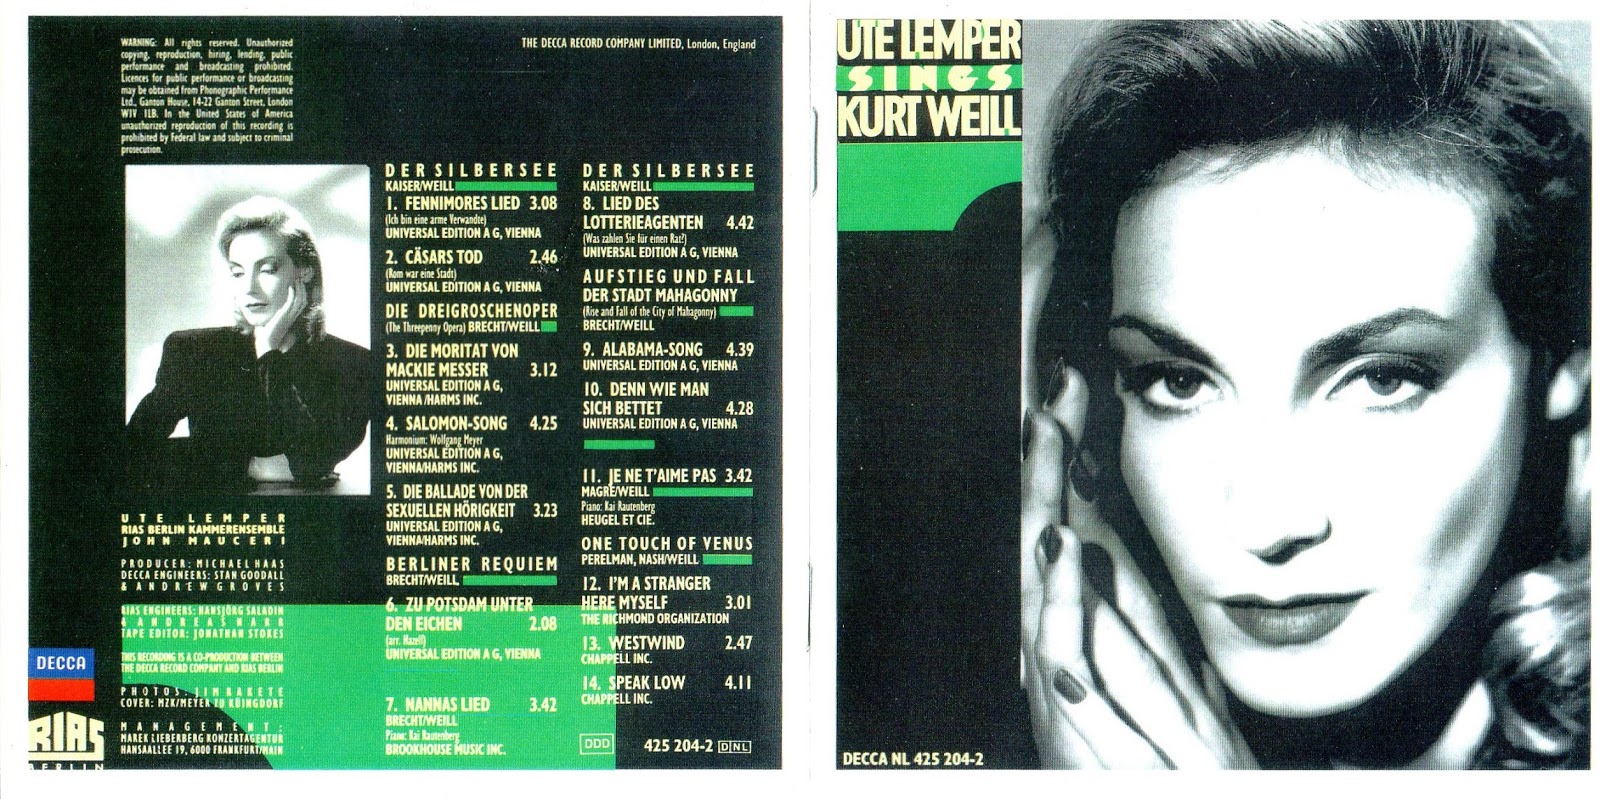 WARNING: All rights reserved. Unauthorized
copying, reproduction, hiring, lending, public
performance and broadcasting prohibited.
Licences for public performance or broadcasting
may be obtained from Phonographic Performance
Ltd., Ganton House, 14-22 Ganton Street, London
W1V 1LB. In the United States of America
unauthorized reproduction of this recording is
prohibited by Federal law and subject to criminal
prosecution.
THE DECCA RECORD COMPANY LIMITED, London, England
UTE LEMPER
RIAS BERLIN KAMMERENSEMBLE
JOHN MAUCERI
PRODUCER: MICHAEL HAAS
DECCA ENGINEERS: STAN GOODALL
& ANDREW GROVES
RIAS ENGINEERS: HANSJÖRG SALADIN
& ANDREAS NARR
TAPE EDITOR: JONATHAN STOKES
THIS RECORDING IS A CO-PRODUCTION BETWEEN
THE DECCA RECORD COMPANY AND RIAS BERLIN
PHOTOS: JIM RAKETE
COVER: MZK/MEYER ZU KÜINGDORF
MANAGEMENT:
MAREK LIEBERBERG KONZERTAGENTUR
HANSAALLEE 19, 6000 FRANKFURT/MAIN
DECCA
RIAS
BERLIN
DER SILBERSEE
KAISER/WEILL
1. FENNIMORES LIED 3.08
(Ich bin eine arme Verwandte)
UNIVERSAL EDITION A G, VIENNA
2. CÄSARS TOD 2.46
(Rom war eine Stadt)
UNIVERSAL EDITION A G, VIENNA
DIE DREIGROSCHENOPER
(The Threepenny Opera) BRECHT/WEILL
3. DIE MORITAT VON
MACKIE MESSER 3.12
UNIVERSAL EDITION A G,
VIENNA/HARMS INC.
4. SALOMON-SONG 4.25
Harmonium: Wolfgang Meyer
UNIVERSAL EDITION A G,
VIENNA/HARMS INC.
5. DIE BALLADE VON DER
SEXUELLEN HÖRIGKEIT 3.23
UNIVERSAL EDITION A G,
VIENNA/HARMS INC.
BERLINER REQUIEM
BRECHT/WEILL
6. ZU POTSDAM UNTER
DEN EICHEN 2.08
(arr. Hazell)
UNIVERSAL EDITION A G, VIENNA
7. NANNAS LIED 3.42
BRECHT/WEILL
Piano: Kai Rautenberg
BROOKHOUSE MUSIC INC.
DER SILBERSEE
KAISER/WEILL
8. LIED DES
LOTTERIEAGENTEN 4.42
(Was zahlen Sie für einen Rat?)
UNIVERSAL EDITION A G, VIENNA
AUFSTIEG UND FALL
DER STADT MAHAGONNY
(Rise and Fall of the City of Mahagonny)
BRECHT/WEILL
9. ALABAMA-SONG 4.39
UNIVERSAL EDITION A G, VIENNA
10. DENN WIE MAN
SICH BETTET 4.28
UNIVERSAL EDITION A G, VIENNA
11. JE NE T'AIME PAS 3.42
MAGRE/WEILL
Piano: Kai Rautenberg
HEUGEL ET CIE.
ONE TOUCH OF VENUS
PERELMAN, NASH/WEILL
12. I'M A STRANGER
HERE MYSELF 3.01
THE RICHMOND ORGANIZATION
13. WESTWIND 2.47
CHAPPELL INC.
14. SPEAK LOW 4.11
CHAPPELL INC.
DDD 425 204-2 D NL
UTE LEMPER
SINGS
KURT WEILL
DECCA NL 425 204-2